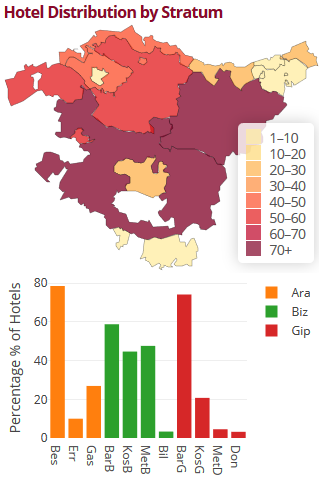 Hotel Distribution by Stratum
1–10
10–20
20–30
30–40
40–50
50–60
60–70
70+
Percentage % of Hotels
80
60
40
20
0
Bes
Err
Gas
BarB
KosB
MetB
Bil
BarG
KosG
MetD
Don
Ara
Biz
Gip